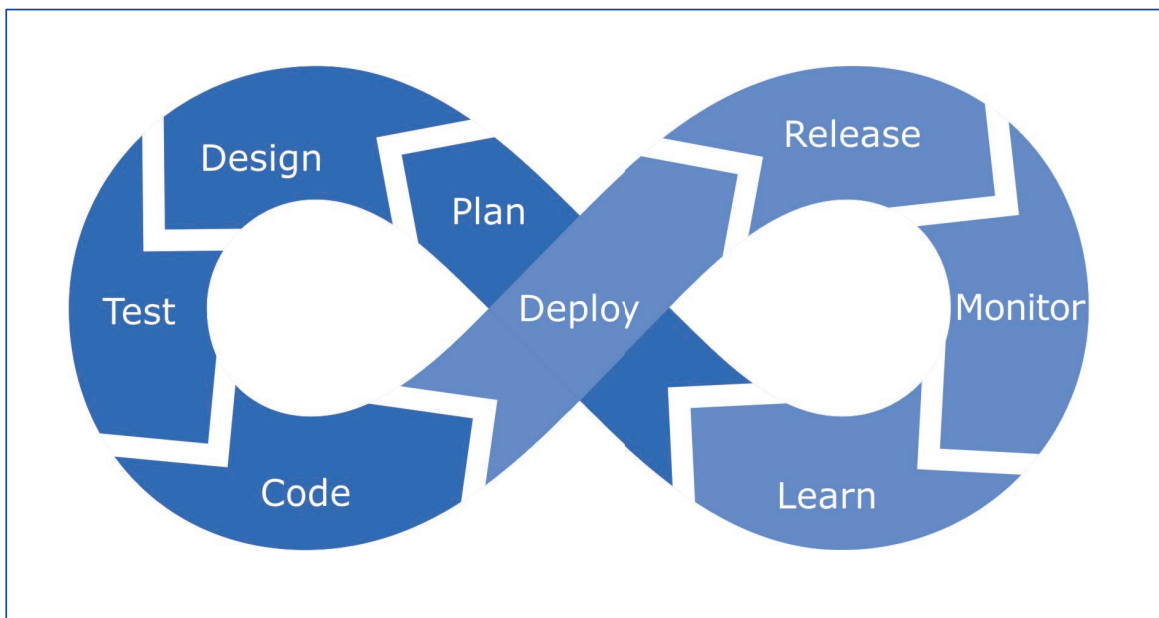 Design
Plan
Test
Code
Deploy
Release
Monitor
Learn